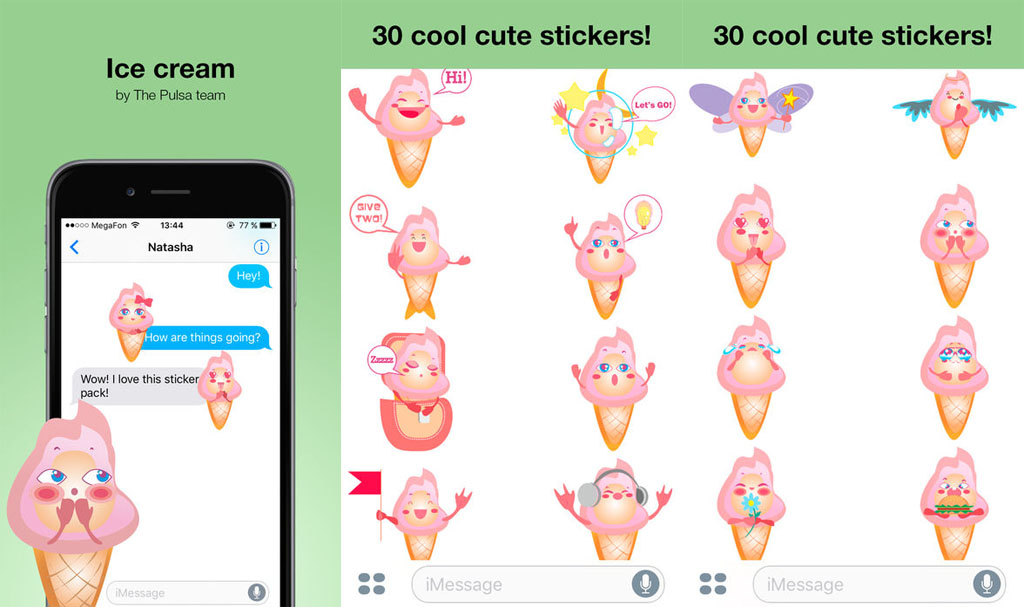 Ice cream
by The Pulsa team
MegaFon 13:44 77 %
Natasha
Hey!
How are things going?
Wow! I love this sticker
pack!
iMessage
30 cool cute stickers!
Hi!
Let's GO!
GIVE
TWO!
Zzzzz
iMessage
30 cool cute stickers!
iMessage